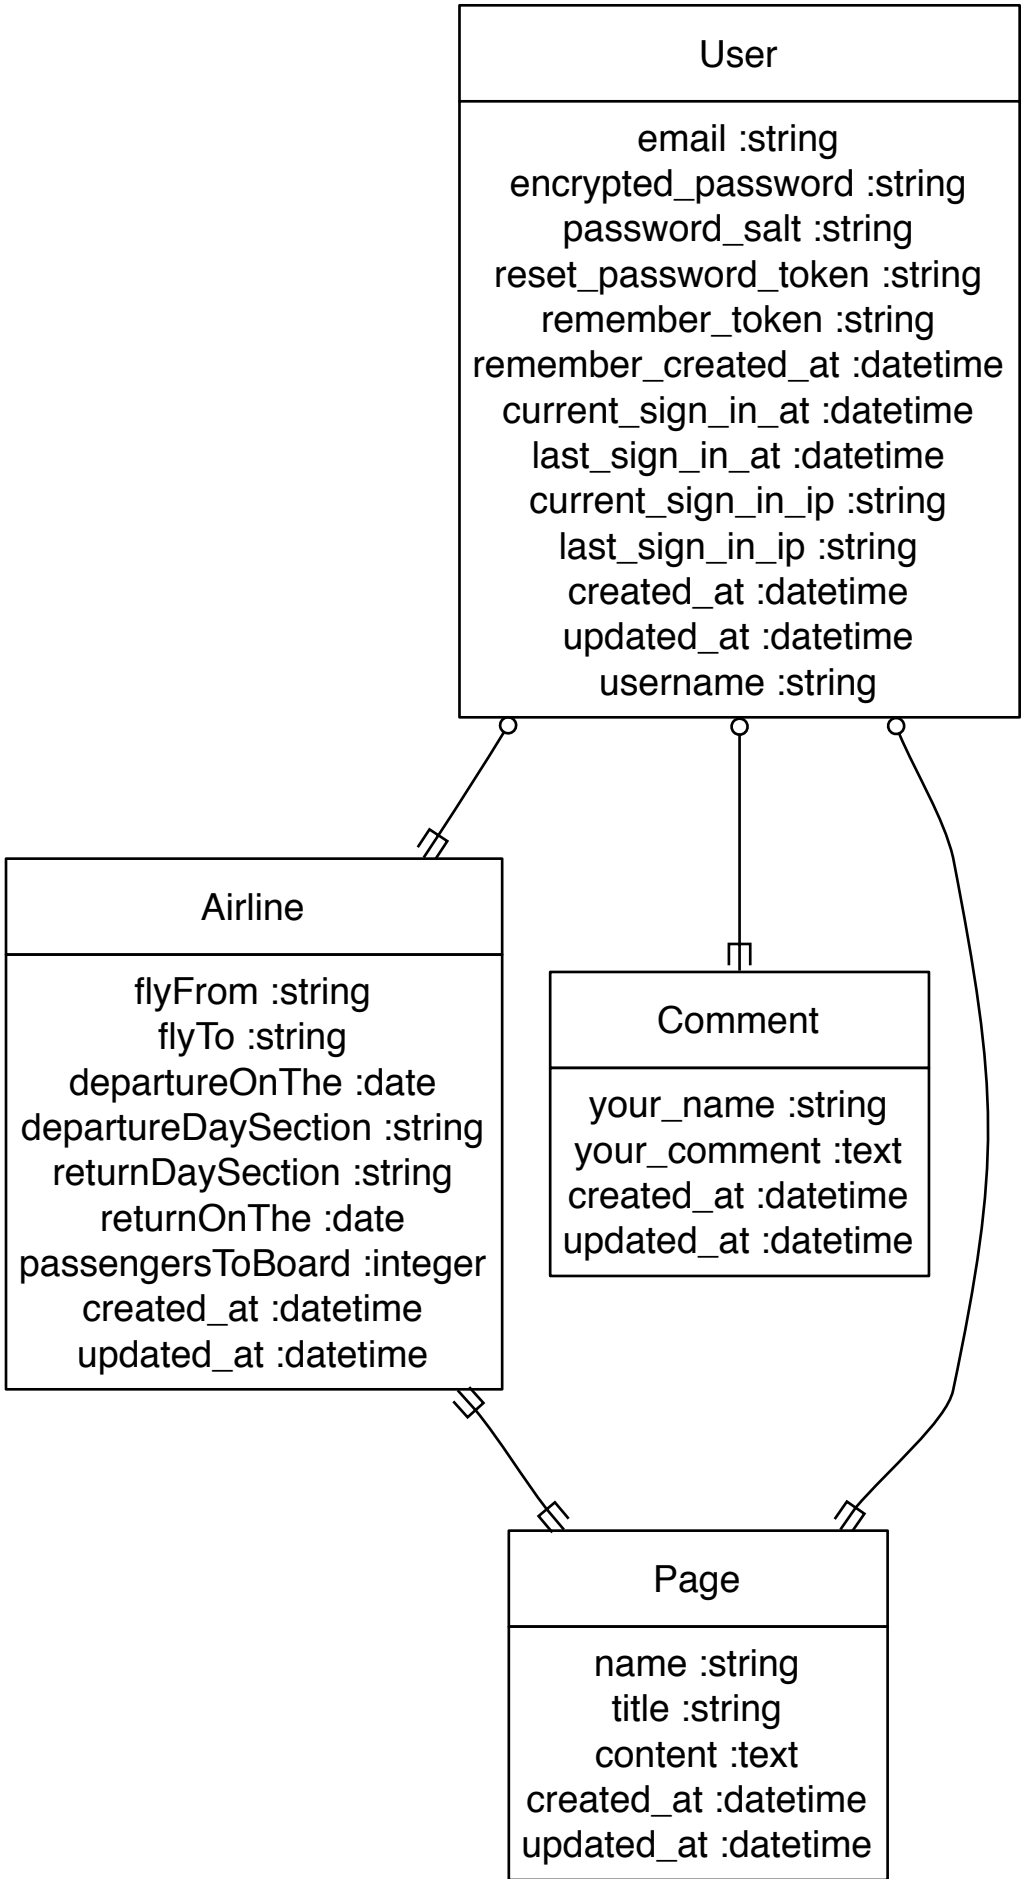 User
email :string
encrypted_password :string
password_salt :string
reset_password_token :string
remember_token :string
remember_created_at :datetime
current_sign_in_at :datetime
last_sign_in_at :datetime
current_sign_in_ip :string
last_sign_in_ip :string
created_at :datetime
updated_at :datetime
username :string
Airline
flyFrom :string
flyTo :string
departureOnThe :date
departureDaySection :string
returnDaySection :string
returnOnThe :date
passengersToBoard :integer
created_at :datetime
updated_at :datetime
Comment
your_name :string
your_comment :text
created_at :datetime
updated_at :datetime
Page
name :string
title :string
content :text
created_at :datetime
updated_at :datetime